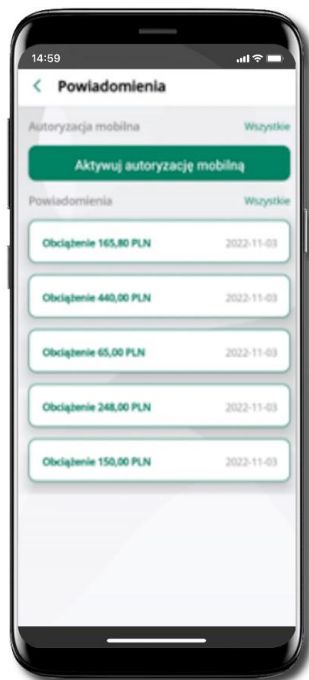 14:59
Powiadomienia
Autoryzacja mobilna Wszystkie
Aktywuj autoryzację mobilną
Powiadomienia Wszystkie
Obciążenie 165,80 PLN 2022-11-03
Obciążenie 440,00 PLN 2022-11-03
Obciążenie 65,00 PLN 2022-11-03
Obciążenie 248,00 PLN 2022-11-03
Obciążenie 150,00 PLN 2022-11-03